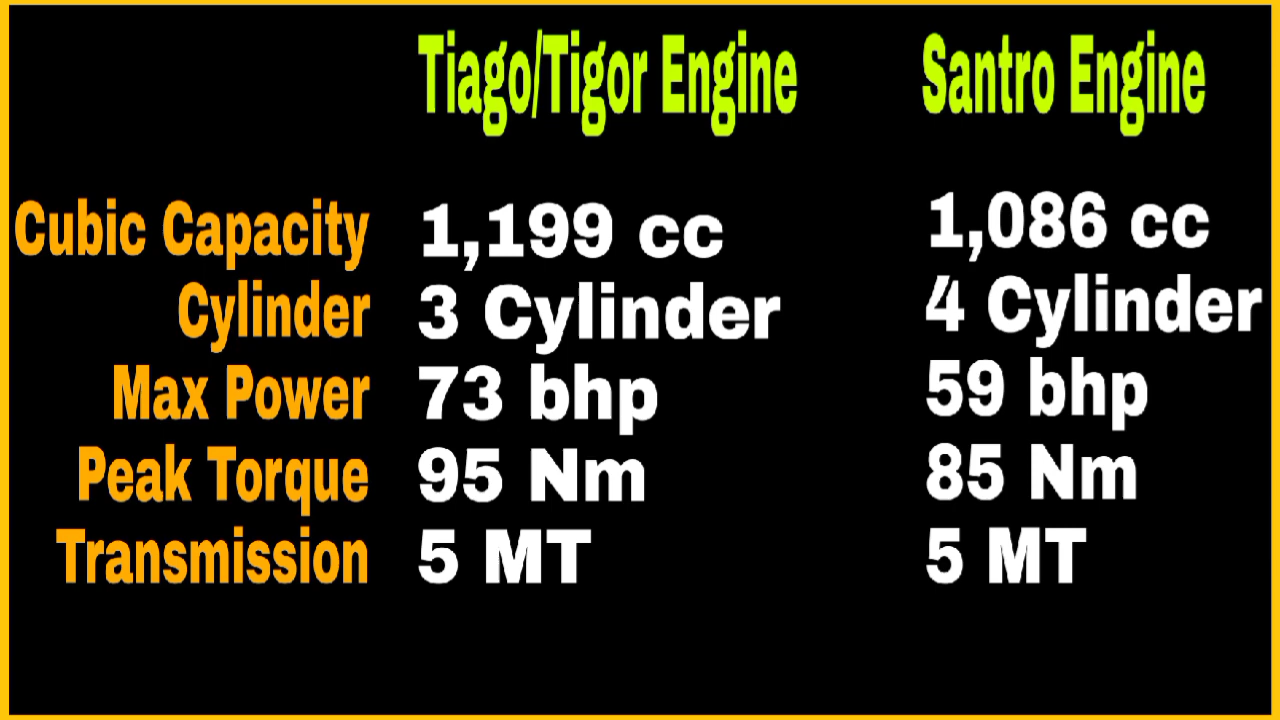 Tiago/Tigor Engine Santro Engine
Cubic Capacity 1,199 cc 1,086 cc
Cylinder 3 Cylinder 4 Cylinder
Max Power 73 bhp 59 bhp
Peak Torque 95 Nm 85 Nm
Transmission 5 MT 5 MT